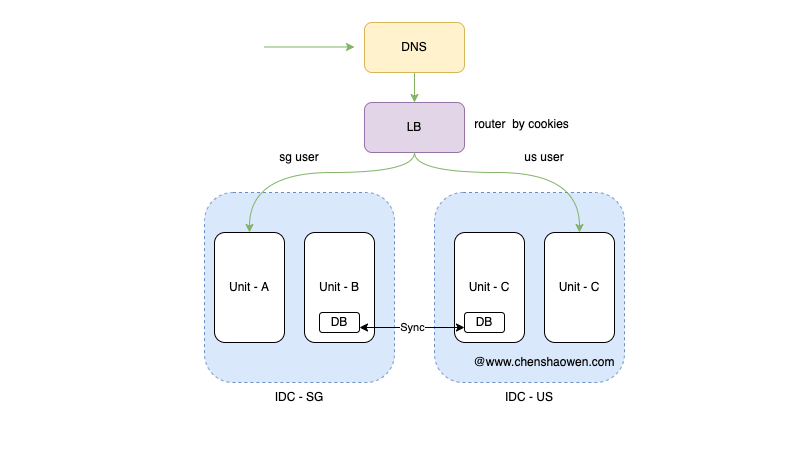 DNS
LB
router by cookies
sg user
us user
Unit - A
Unit - B
Unit - C
Unit - C
DB
Sync
DB
@www.chenshaowen.com
IDC - SG
IDC - US